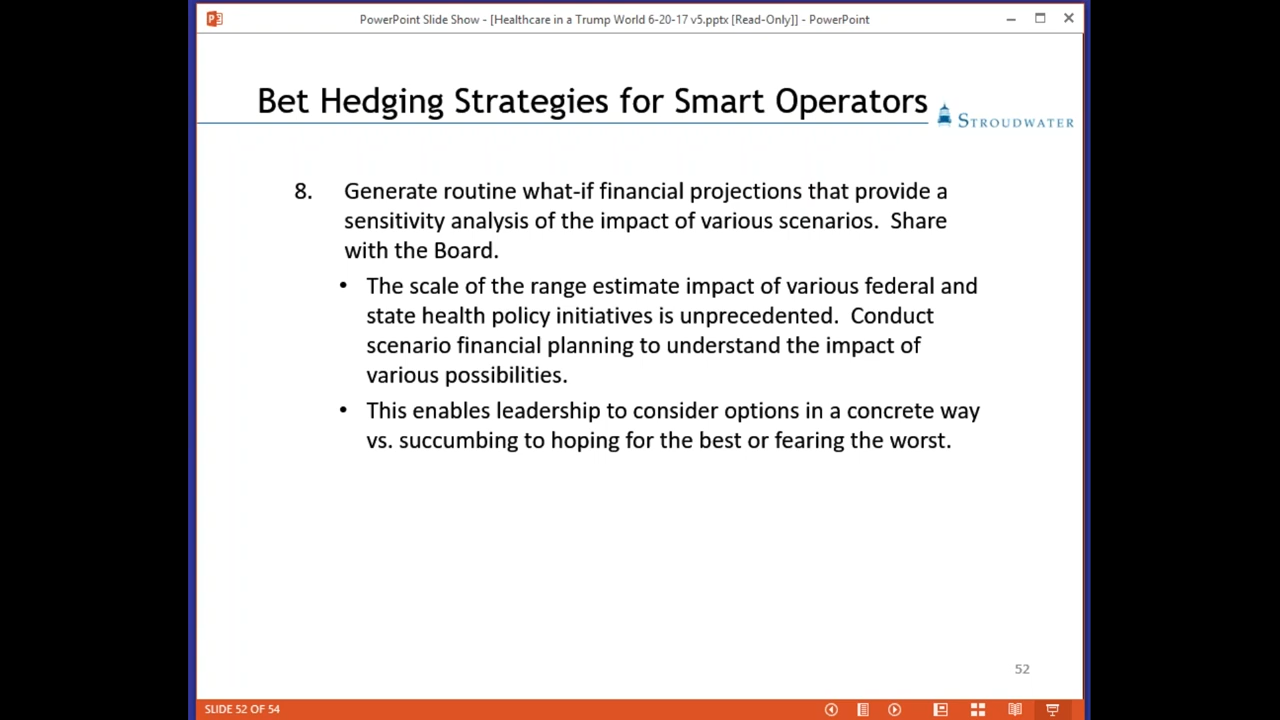 PowerPoint Slide Show - [Healthcare in a Trump World 6-20-17 v5.pptx [Read-Only]] - PowerPoint
Bet Hedging Strategies for Smart Operators
STROUDWATER
8. Generate routine what-if financial projections that provide a
sensitivity analysis of the impact of various scenarios. Share
with the Board.
• The scale of the range estimate impact of various federal and
state health policy initiatives is unprecedented. Conduct
scenario financial planning to understand the impact of
various possibilities.
• This enables leadership to consider options in a concrete way
vs. succumbing to hoping for the best or fearing the worst.
52
SLIDE 52 OF 54